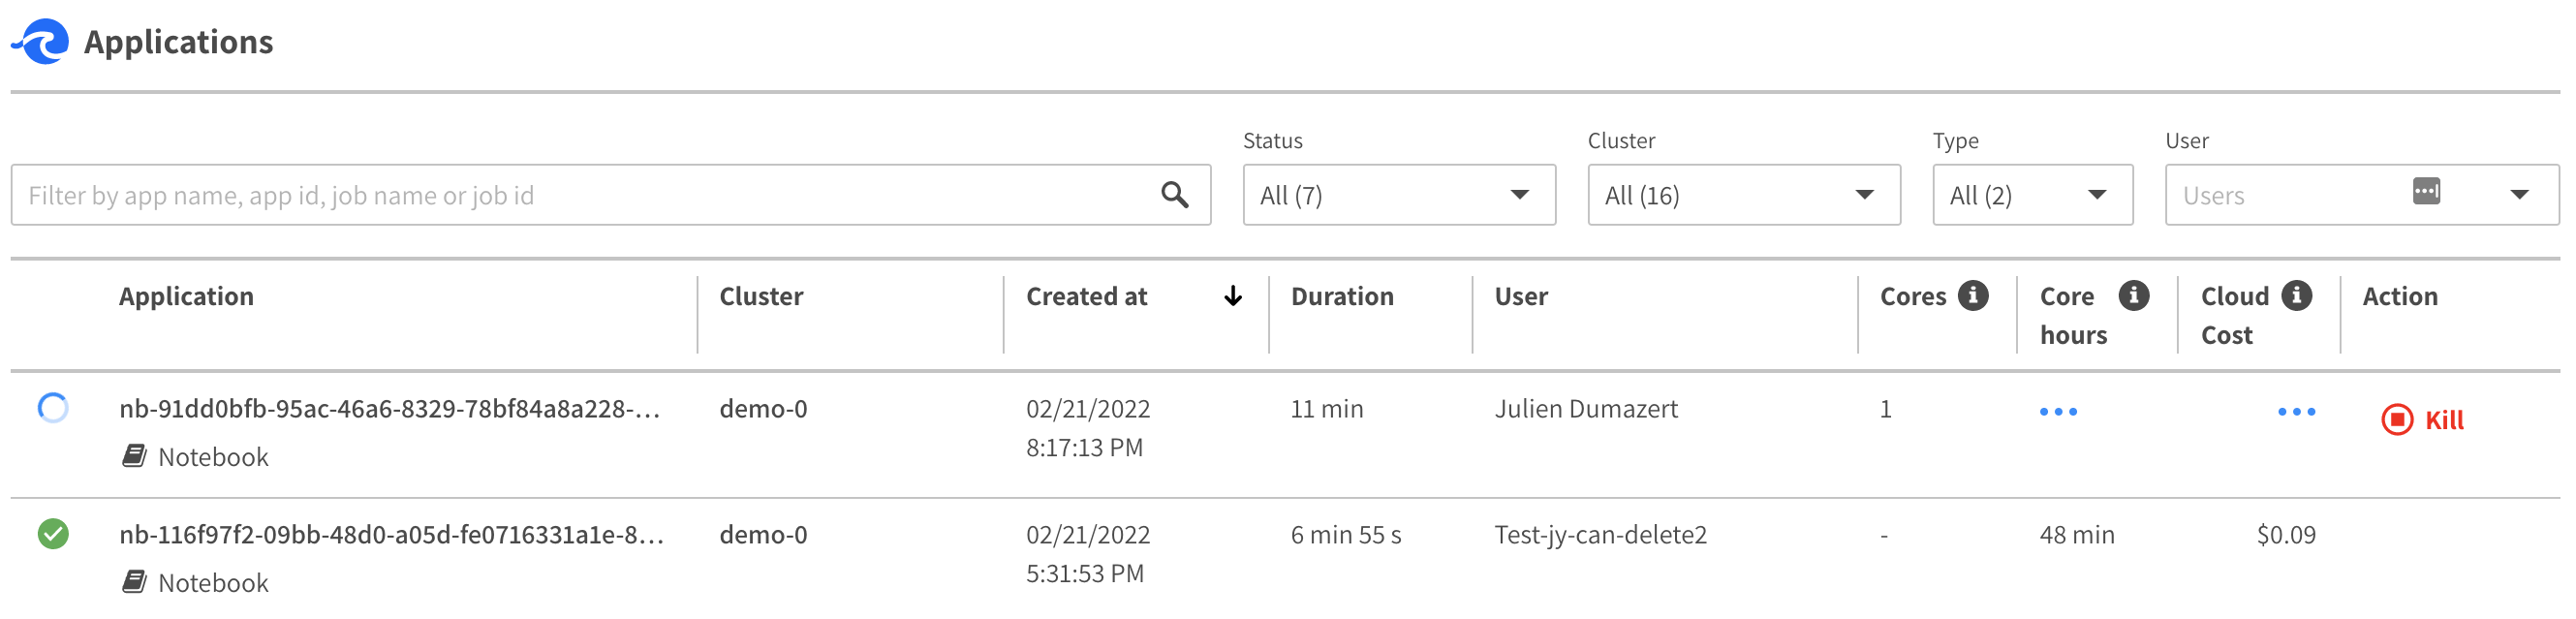 Applications
Status
Cluster
Type
User
Filter by app name, app id, job name or job id
All (7)
All (16)
All (2)
Users
Application
Cluster
Created at
Duration
User
Cores
Core hours
Cloud Cost
Action
nb-91dd0bfb-95ac-46a6-8329-78bf84a8a228-...
Notebook
demo-0
02/21/2022
8:17:13 PM
11 min
Julien Dumazert
1
Kill
nb-116f97f2-09bb-48d0-a05d-fe0716331a1e-8...
Notebook
demo-0
02/21/2022
5:31:53 PM
6 min 55 s
Test-jy-can-delete2
-
48 min
$0.09